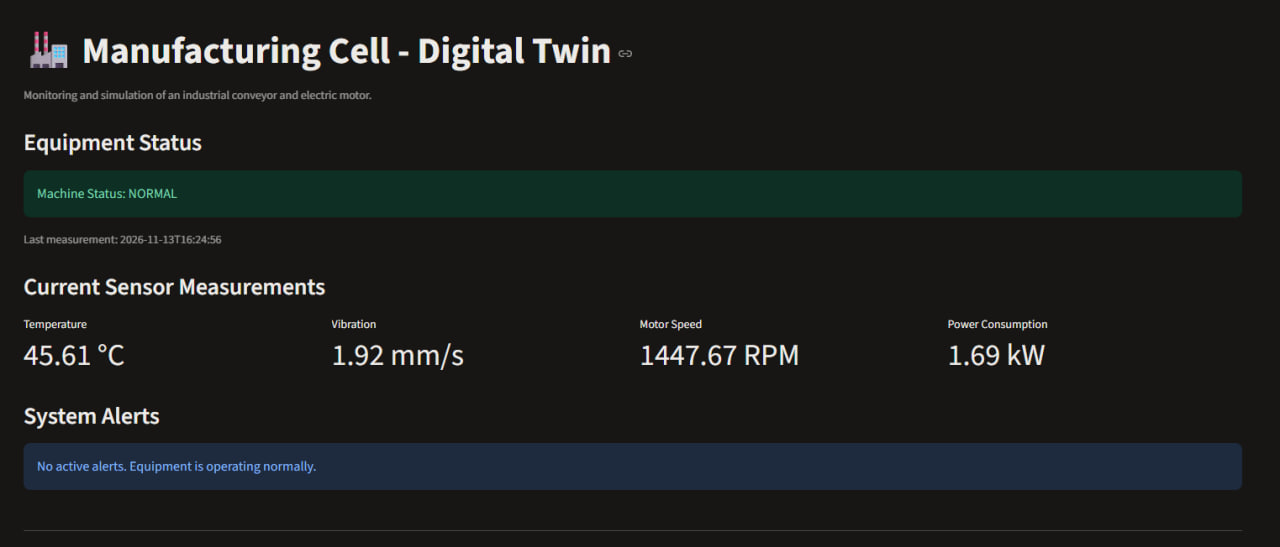 Manufacturing Cell - Digital Twin
Monitoring and simulation of an industrial conveyor and electric motor.
Equipment Status
Machine Status: NORMAL
Last measurement: 2026-11-13T16:24:56
Current Sensor Measurements
Temperature Vibration Motor Speed Power Consumption
45.61 °C 1.92 mm/s 1447.67 RPM 1.69 kW
System Alerts
No active alerts. Equipment is operating normally.